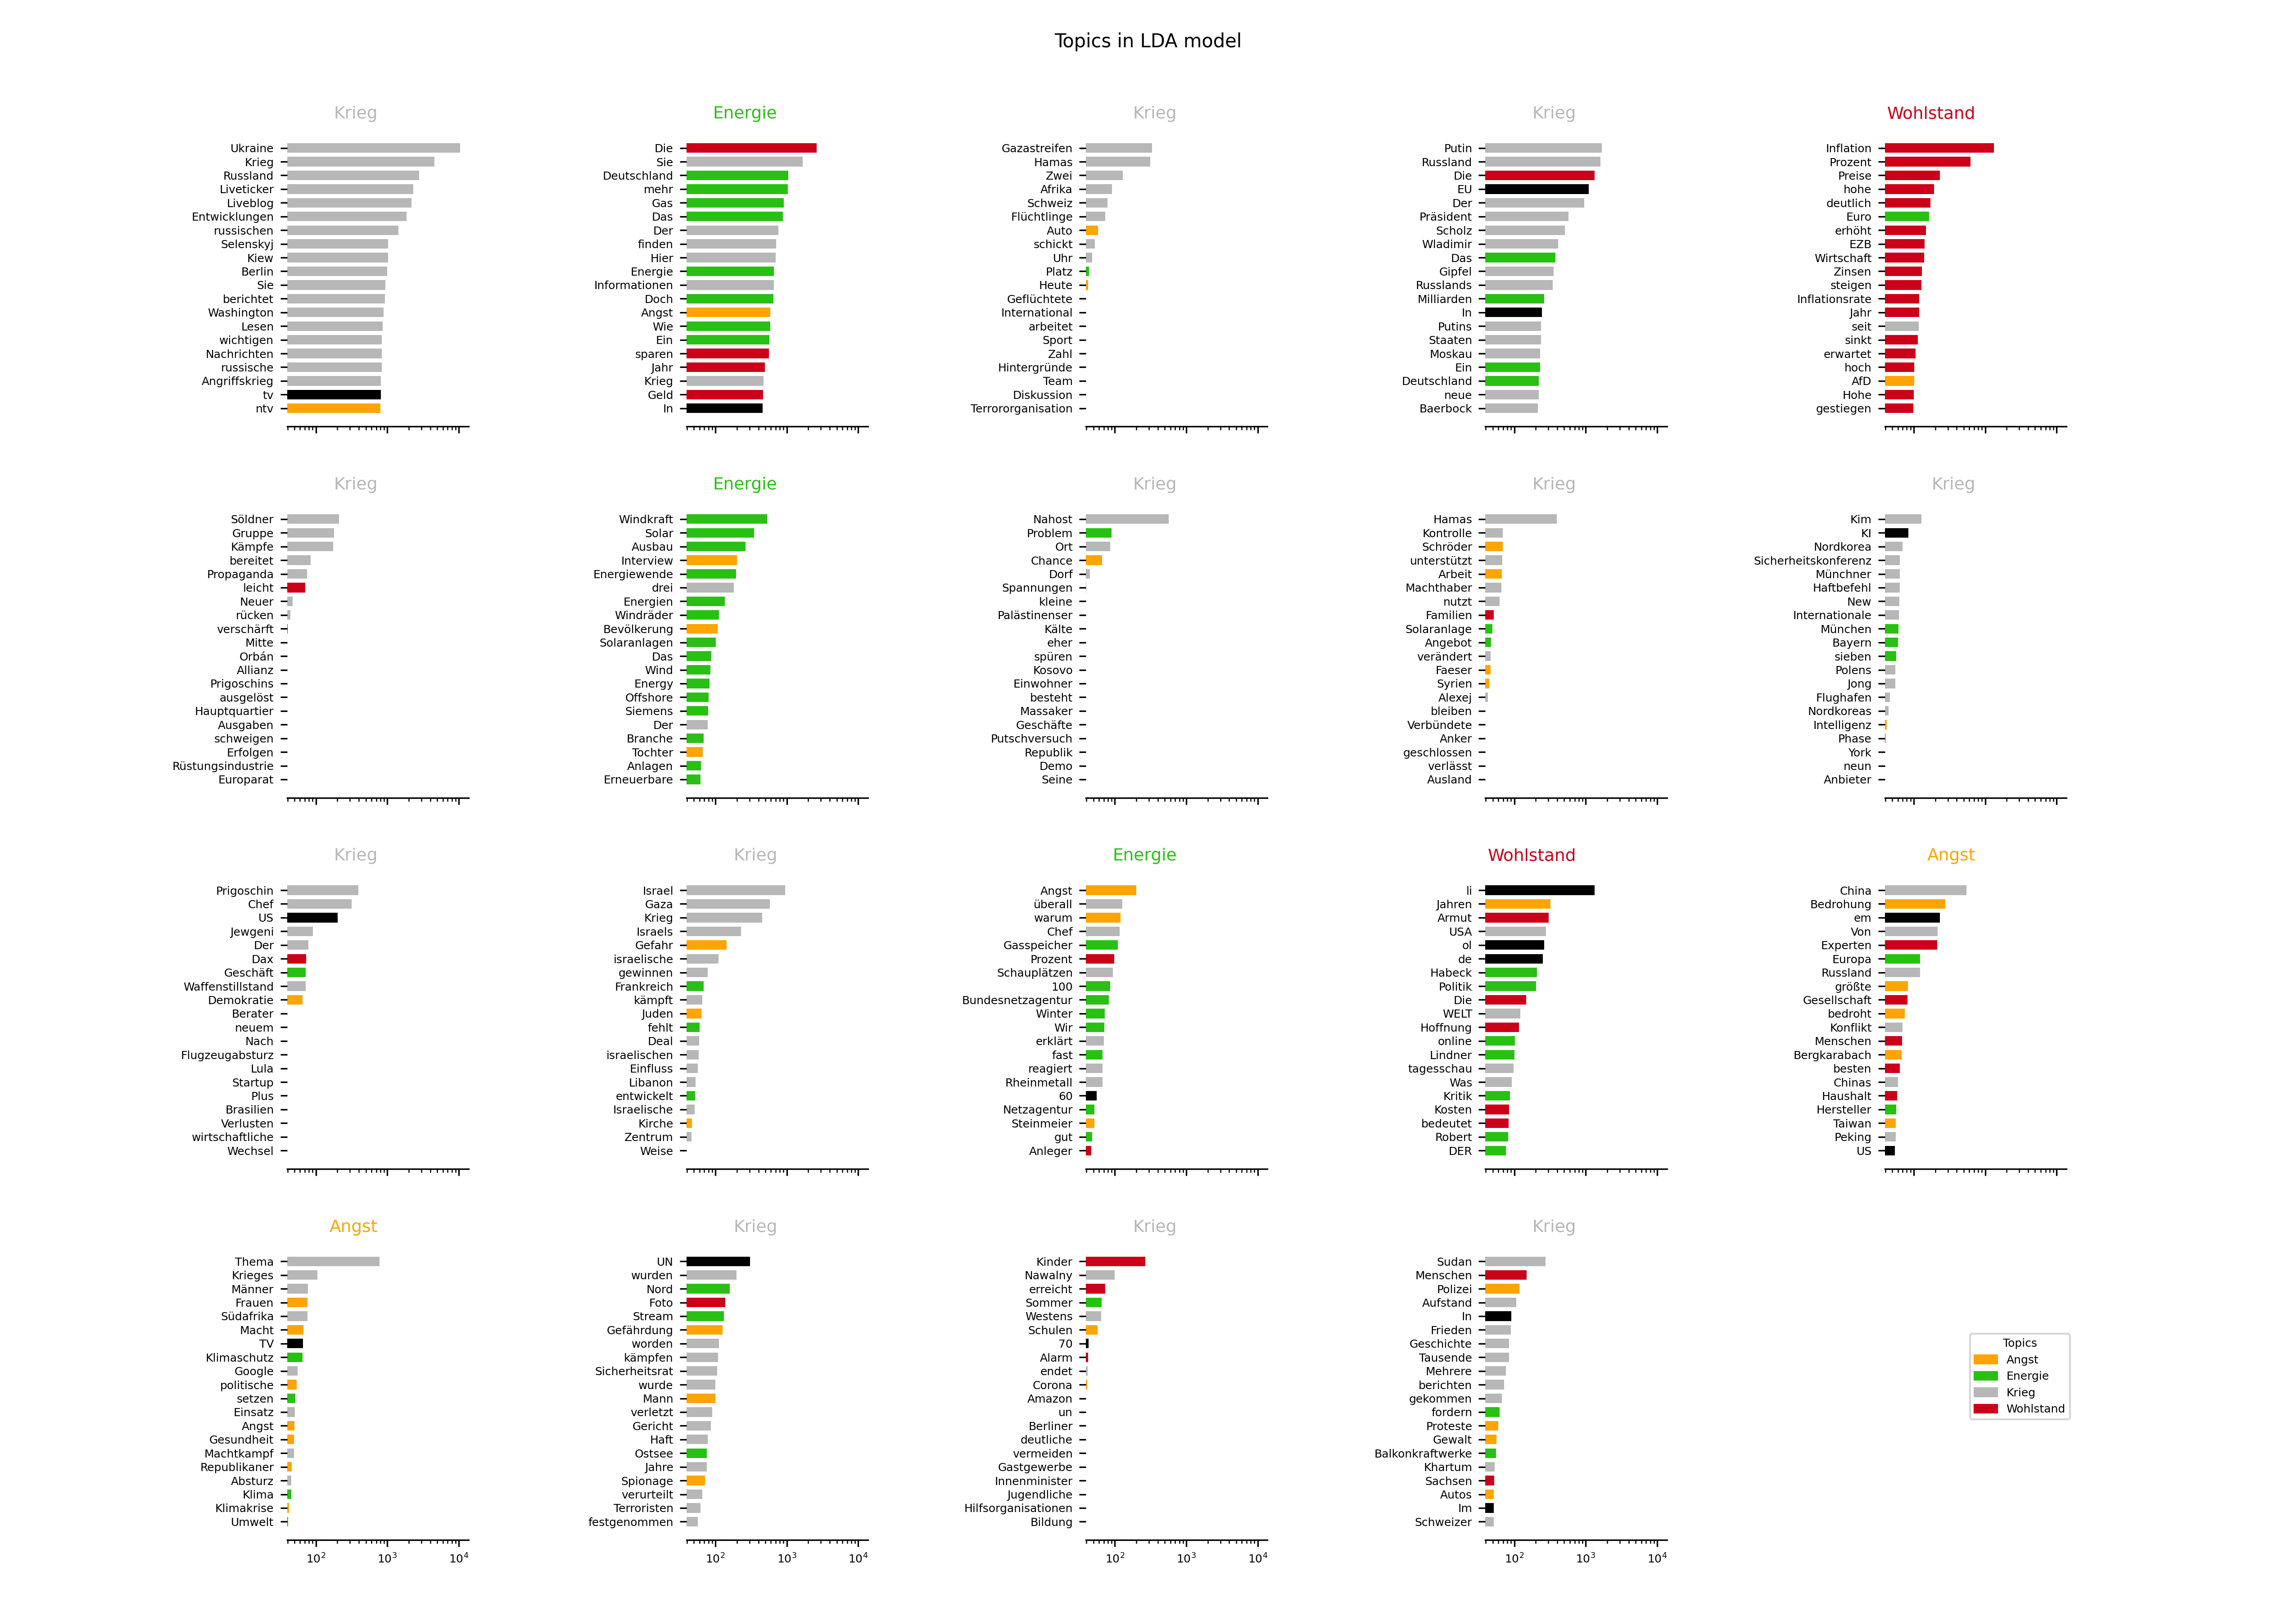 Topics in LDA model
Krieg
Ukraine
Krieg
Russland
Liveticker
Liveblog
Entwicklungen
russischen
Selenskyj
Kiew
Berlin
Sie
berichtet
Washington
Lesen
wichtigen
Nachrichten
russische
Angriffskrieg
tv
ntv
Energie
Die
Sie
Deutschland
mehr
Gas
Das
Der
finden
Hier
Energie
Informationen
Doch
Angst
Wie
Ein
sparen
Jahr
Krieg
Geld
In
Krieg
Gazastreifen
Hamas
Zwei
Afrika
Schweiz
Flüchtlinge
Auto
schickt
Uhr
Platz
Heute
Geflüchtete
International
arbeitet
Sport
Zahl
Hintergründe
Team
Diskussion
Terrororganisation
Krieg
Putin
Russland
Die
EU
Der
Präsident
Scholz
Wladimir
Das
Gipfel
Russlands
Milliarden
In
Putins
Staaten
Moskau
Ein
Deutschland
neue
Baerbock
Wohlstand
Inflation
Prozent
Preise
hohe
deutlich
Euro
erhöht
EZB
Wirtschaft
Zinsen
steigen
Inflationsrate
Jahr
seit
sinkt
erwartet
hoch
AfD
Hohe
gestiegen
Krieg
Söldner
Gruppe
Kämpfe
bereitet
Propaganda
leicht
Neuer
rücken
verschärft
Mitte
Orbán
Allianz
Prigoschins
ausgelöst
Hauptquartier
Ausgaben
schweigen
Erfolgen
Rüstungsindustrie
Europarat
Energie
Windkraft
Solar
Ausbau
Interview
Energiewende
drei
Energien
Windräder
Bevölkerung
Solaranlagen
Das
Wind
Energy
Offshore
Siemens
Der
Branche
Tochter
Anlagen
Erneuerbare
Krieg
Nahost
Problem
Ort
Chance
Dorf
Spannungen
kleine
Palästinenser
Kälte
eher
spüren
Kosovo
Einwohner
besteht
Massaker
Geschäfte
Putschversuch
Republik
Demo
Seine
Krieg
Hamas
Kontrolle
Schröder
unterstützt
Arbeit
Machthaber
nutzt
Familien
Solaranlage
Angebot
verändert
Faeser
Syrien
Alexej
bleiben
Verbündete
Anker
geschlossen
verlässt
Ausland
Krieg
Kim
KI
Nordkorea
Sicherheitskonferenz
Münchner
Haftbefehl
New
Internationale
München
Bayern
sieben
Polens
Jong
Flughafen
Nordkoreas
Intelligenz
Phase
York
neun
Anbieter
Krieg
Prigoschin
Chef
US
Jewgeni
Der
Dax
Geschäft
Waffenstillstand
Demokratie
Berater
neuem
Nach
Flugzeugabsturz
Lula
Startup
Plus
Brasilien
Verlusten
wirtschaftliche
Wechsel
Krieg
Israel
Gaza
Krieg
Israels
Gefahr
israelische
gewinnen
Frankreich
kämpft
Juden
fehlt
Deal
israelischen
Einfluss
Libanon
entwickelt
Israelische
Kirche
Zentrum
Weise
Energie
Angst
überall
warum
Chef
Gasspeicher
Prozent
Schauplätzen
100
Bundesnetzagentur
Winter
Wir
erklärt
fast
reagiert
Rheinmetall
60
Netzagentur
Steinmeier
gut
Anleger
Wohlstand
li
Jahren
Armut
USA
ol
de
Habeck
Politik
Die
WELT
Hoffnung
online
Lindner
tagesschau
Was
Kritik
Kosten
bedeutet
Robert
DER
Angst
China
Bedrohung
em
Von
Experten
Europa
Russland
größte
Gesellschaft
bedroht
Konflikt
Menschen
Bergkarabach
besten
Chinas
Haushalt
Hersteller
Taiwan
Peking
US
Angst
Thema
Krieges
Männer
Frauen
Südafrika
Macht
TV
Klimaschutz
Google
politische
setzen
Einsatz
Angst
Gesundheit
Machtkampf
Republikaner
Absturz
Klima
Klimakrise
Umwelt
10² 10³ 10⁴
Krieg
UN
wurden
Nord
Foto
Stream
Gefährdung
worden
kämpfen
Sicherheitsrat
wurde
Mann
verletzt
Gericht
Haft
Ostsee
Jahre
Spionage
verurteilt
Terroristen
festgenommen
10² 10³ 10⁴
Krieg
Kinder
Nawalny
erreicht
Sommer
Westens
Schulen
70
Alarm
endet
Corona
Amazon
un
Berliner
deutliche
vermeiden
Gastgewerbe
Innenminister
Jugendliche
Hilfsorganisationen
Bildung
10² 10³ 10⁴
Krieg
Sudan
Menschen
Polizei
Aufstand
In
Frieden
Geschichte
Tausende
Mehrere
berichten
gekommen
fordern
Proteste
Gewalt
Balkonkraftwerke
Khartum
Sachsen
Autos
Im
Schweizer
10² 10³ 10⁴
Topics
Angst
Energie
Krieg
Wohlstand